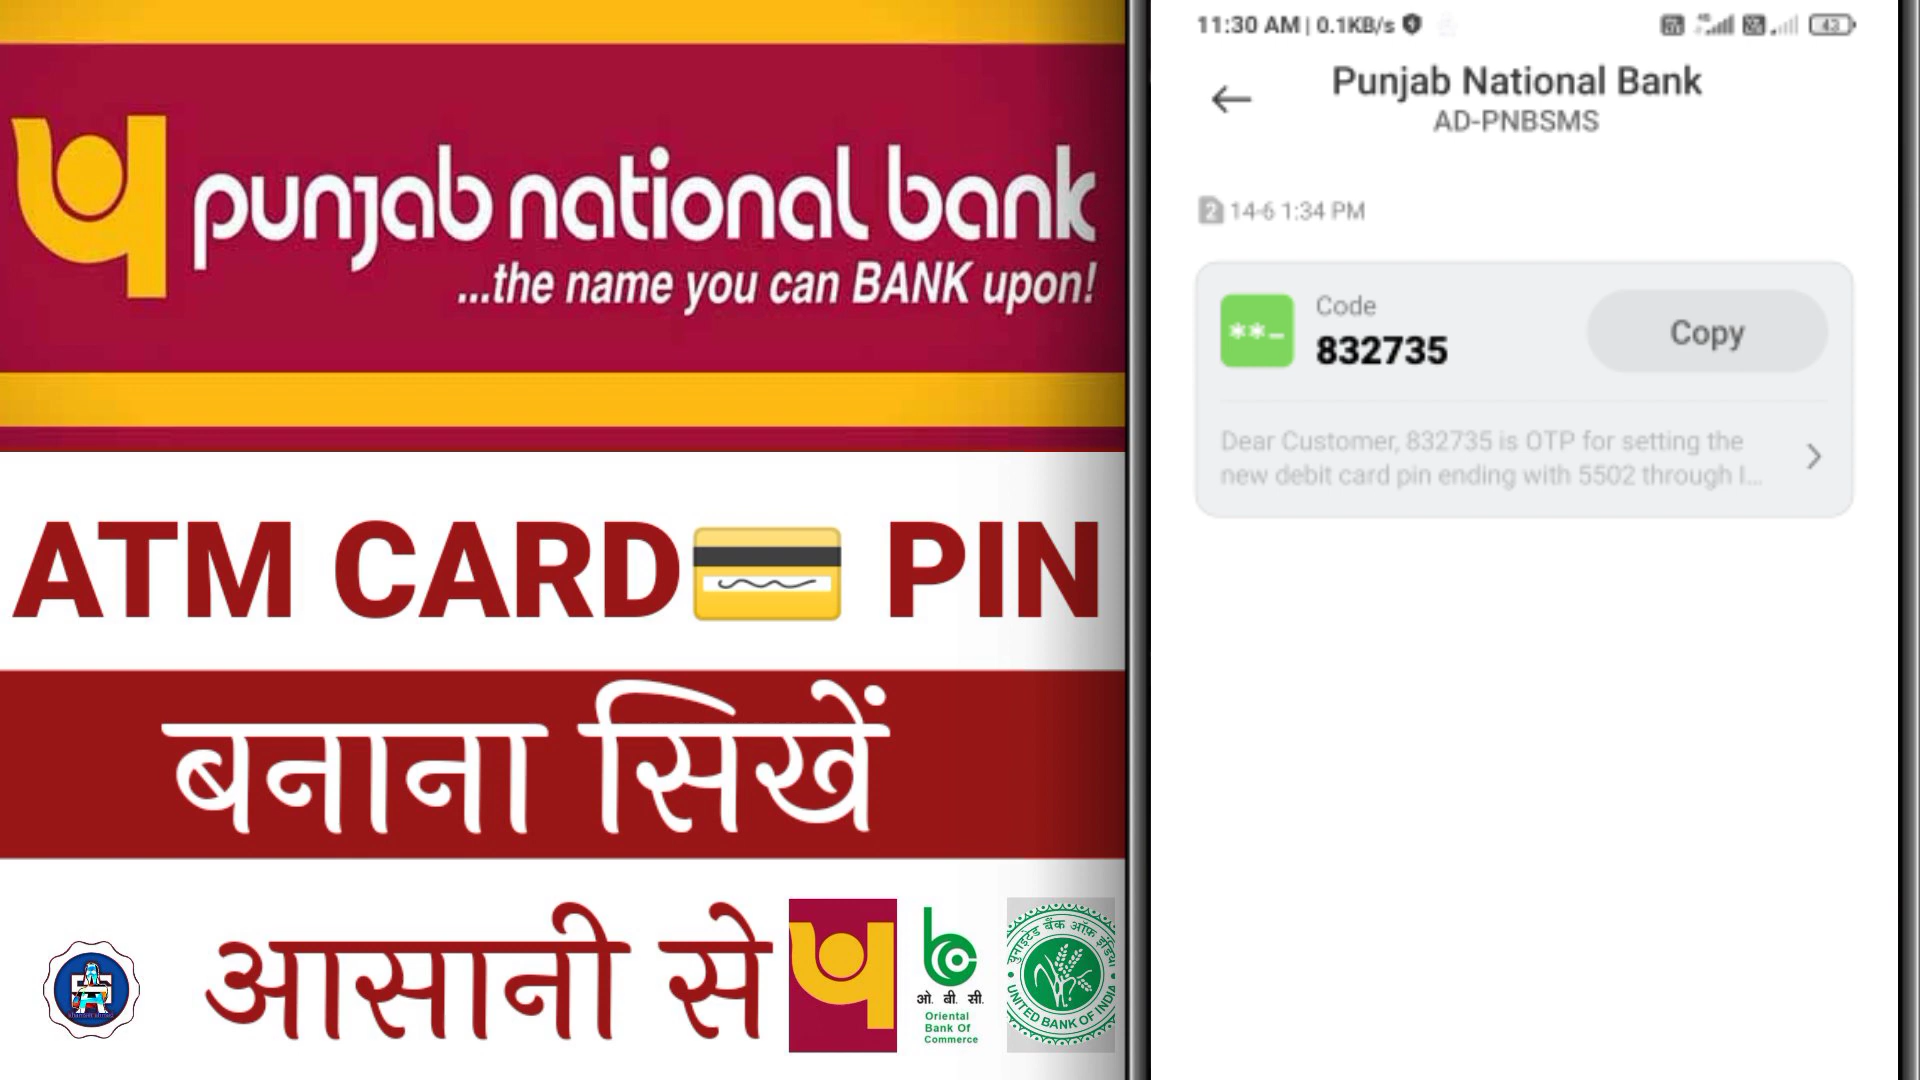 punjab national bank
...the name you can BANK upon!
ATM CARD PIN
बनाना सिखें
आसानी से
ओ. बी. सी.
Oriental
Bank Of
Commerce
युनाइटेड बैंक ऑफ़ इंडिया
UNITED BANK OF INDIA
11:30 AM | 0.1KB/s
43
Punjab National Bank
AD-PNBSMS
2 14-6 1:34 PM
Code
832735
Copy
**_
Dear Customer, 832735 is OTP for setting the
new debit card pin ending with 5502 through I...